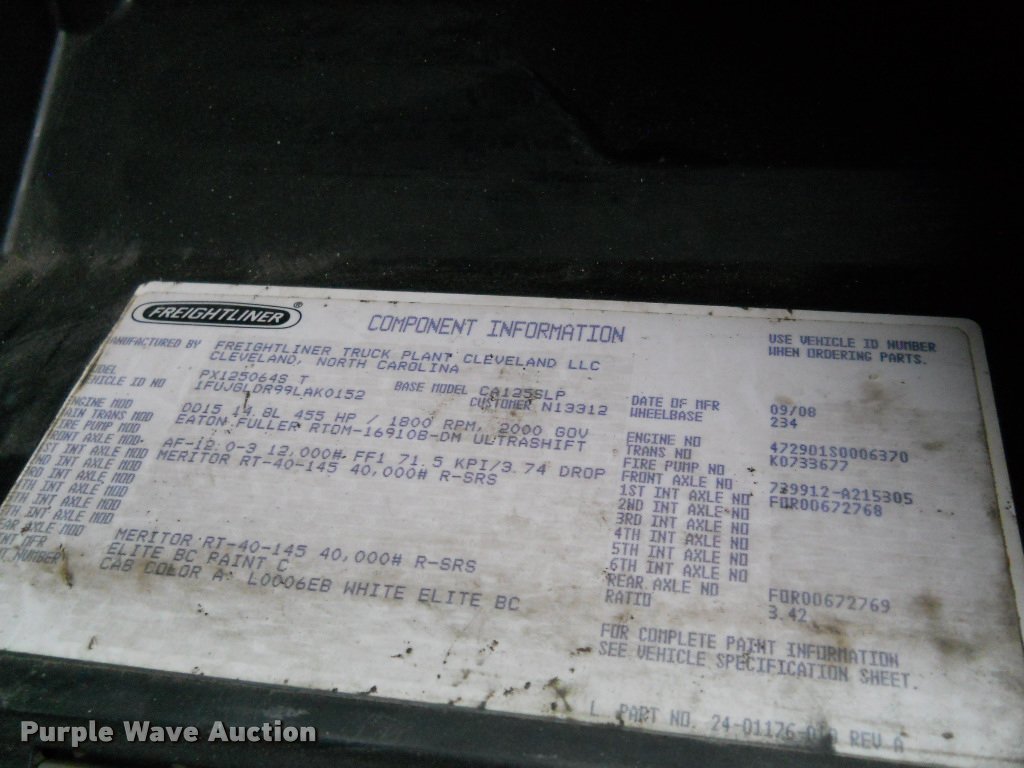 FREIGHTLINER®
COMPONENT INFORMATION
USE VEHICLE ID NUMBER
WHEN ORDERING PARTS.
MANUFACTURED BY FREIGHTLINER TRUCK PLANT CLEVELAND LLC
CLEVELAND, NORTH CAROLINA
MODEL PX125064S T BASE MODEL CA125SLP DATE OF MFR 09/08
VEHICLE ID NO 1FUJGLDR99LAK0152 CUSTOMER N13312 WHEELBASE 234
ENGINE MOD DD15 14.8L 455 HP / 1800 RPM, 2000 GOV ENGINE NO 472901S0006370
MAIN TRANS MOD EATON FULLER RTDM-16910B-DM ULTRASHIFT TRANS NO K0733677
FIRE PUMP MOD FIRE PUMP NO
FRONT AXLE MOD AF-12.0-3 12,000# FF1 71.5 KPI/3.74 DROP FRONT AXLE NO 739912-A215305
1ST INT AXLE MOD MERITOR RT-40-145 40,000# R-SRS 1ST INT AXLE NO FOR00672768
2ND INT AXLE MOD 2ND INT AXLE NO
3RD INT AXLE MOD 3RD INT AXLE NO
4TH INT AXLE MOD 4TH INT AXLE NO
5TH INT AXLE MOD 5TH INT AXLE NO
6TH INT AXLE MOD 6TH INT AXLE NO
REAR AXLE MOD MERITOR RT-40-145 40,000# R-SRS REAR AXLE NO FOR00672769
MFR ELITE BC PAINT C RATIO 3.42
NUMBER CAB COLOR A: L0006EB WHITE ELITE BC
FOR COMPLETE PAINT INFORMATION
SEE VEHICLE SPECIFICATION SHEET.
PART NO. REV A
Purple Wave Auction